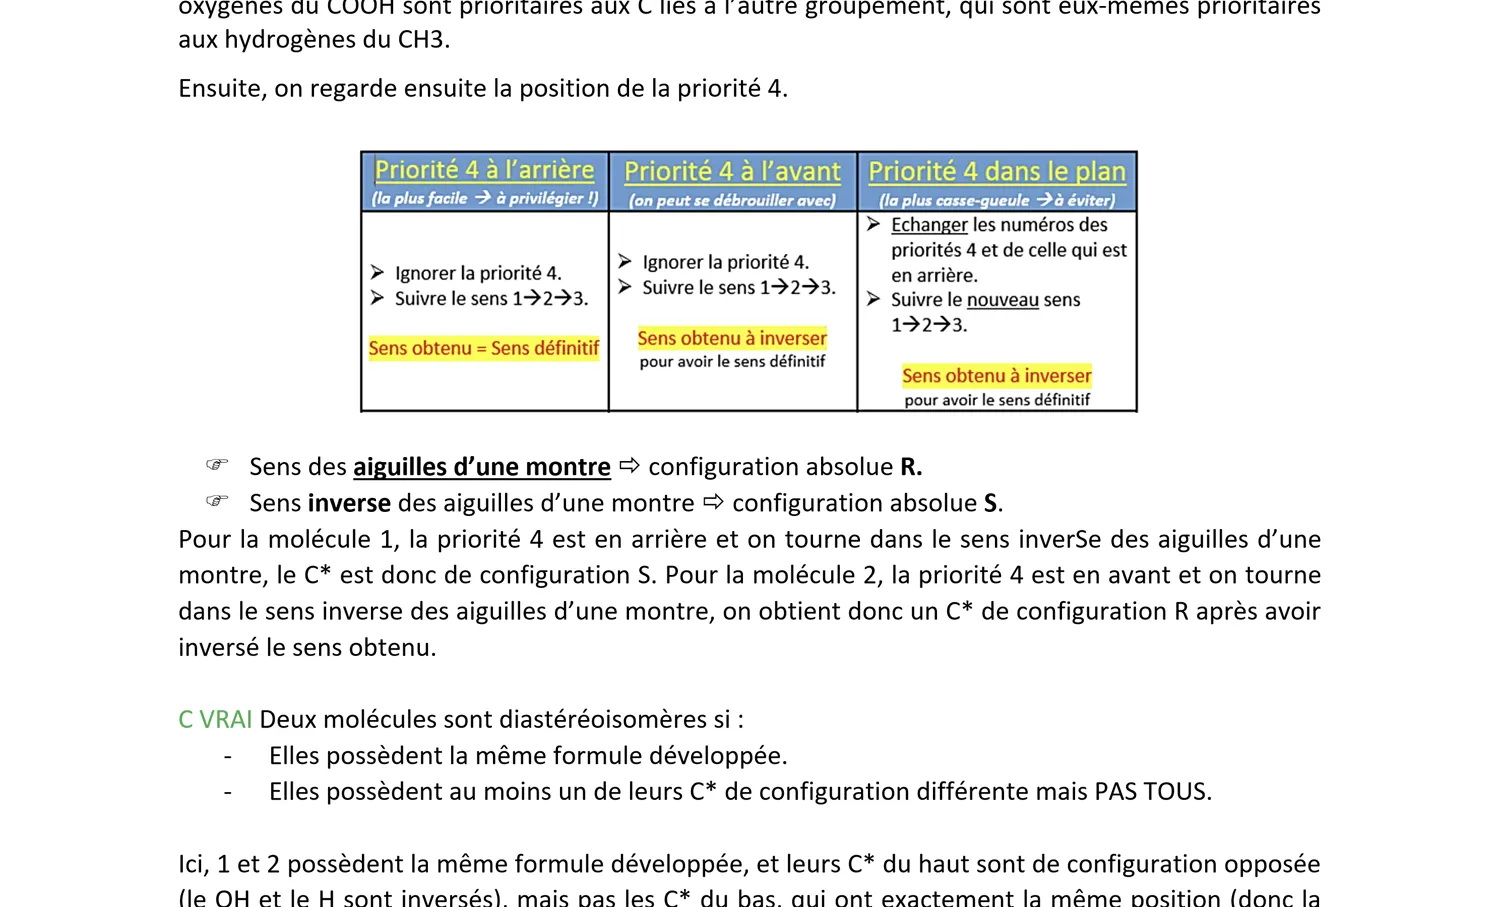 oxygènes du COOH sont prioritaires aux C liés à l'autre groupement, qui sont eux-mêmes prioritaires
aux hydrogènes du CH3.
Ensuite, on regarde ensuite la position de la priorité 4.
Priorité 4 à l'arrière
(la plus facile → à privilégier !)
➢ Ignorer la priorité 4.
➢ Suivre le sens 1→2→3.
Sens obtenu = Sens définitif
Priorité 4 à l'avant
(on peut se débrouiller avec)
➢ Ignorer la priorité 4.
➢ Suivre le sens 1→2→3.
Sens obtenu à inverser
pour avoir le sens définitif
Priorité 4 dans le plan
(la plus casse-gueule →à éviter)
➢ Echanger les numéros des
priorités 4 et de celle qui est
en arrière.
➢ Suivre le nouveau sens
1→2→3.
Sens obtenu à inverser
pour avoir le sens définitif
☞ Sens des aiguilles d'une montre ⇨ configuration absolue R.
☞ Sens inverse des aiguilles d'une montre ⇨ configuration absolue S.
Pour la molécule 1, la priorité 4 est en arrière et on tourne dans le sens inverSe des aiguilles d'une
montre, le C* est donc de configuration S. Pour la molécule 2, la priorité 4 est en avant et on tourne
dans le sens inverse des aiguilles d'une montre, on obtient donc un C* de configuration R après avoir
inversé le sens obtenu.
C VRAI Deux molécules sont diastéréoisomères si :
- Elles possèdent la même formule développée.
- Elles possèdent au moins un de leurs C* de configuration différente mais PAS TOUS.
Ici, 1 et 2 possèdent la même formule développée, et leurs C* du haut sont de configuration opposée
(le OH et le H sont inversés), mais pas les C* du bas, qui ont exactement la même position (donc la